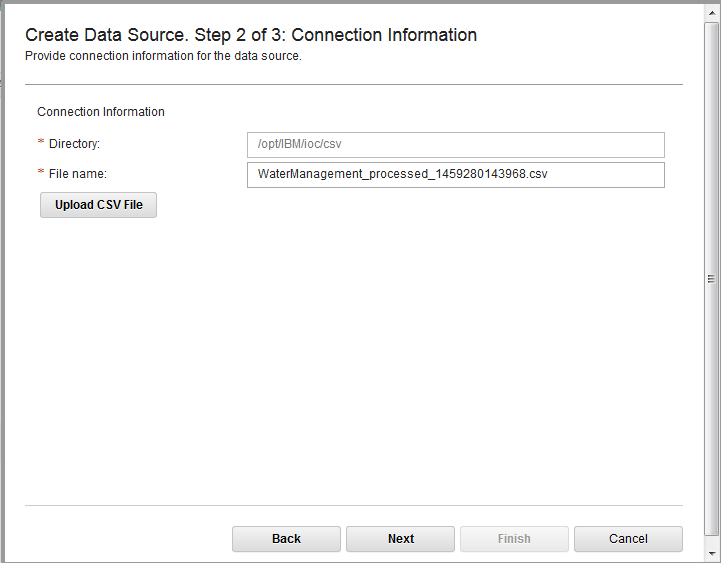 Create Data Source. Step 2 of 3: Connection Information
Provide connection information for the data source.
Connection Information
* Directory: /opt/IBM/ioc/csv
* File name: WaterManagement_processed_1459280143968.csv
Upload CSV File
Back Next Finish Cancel